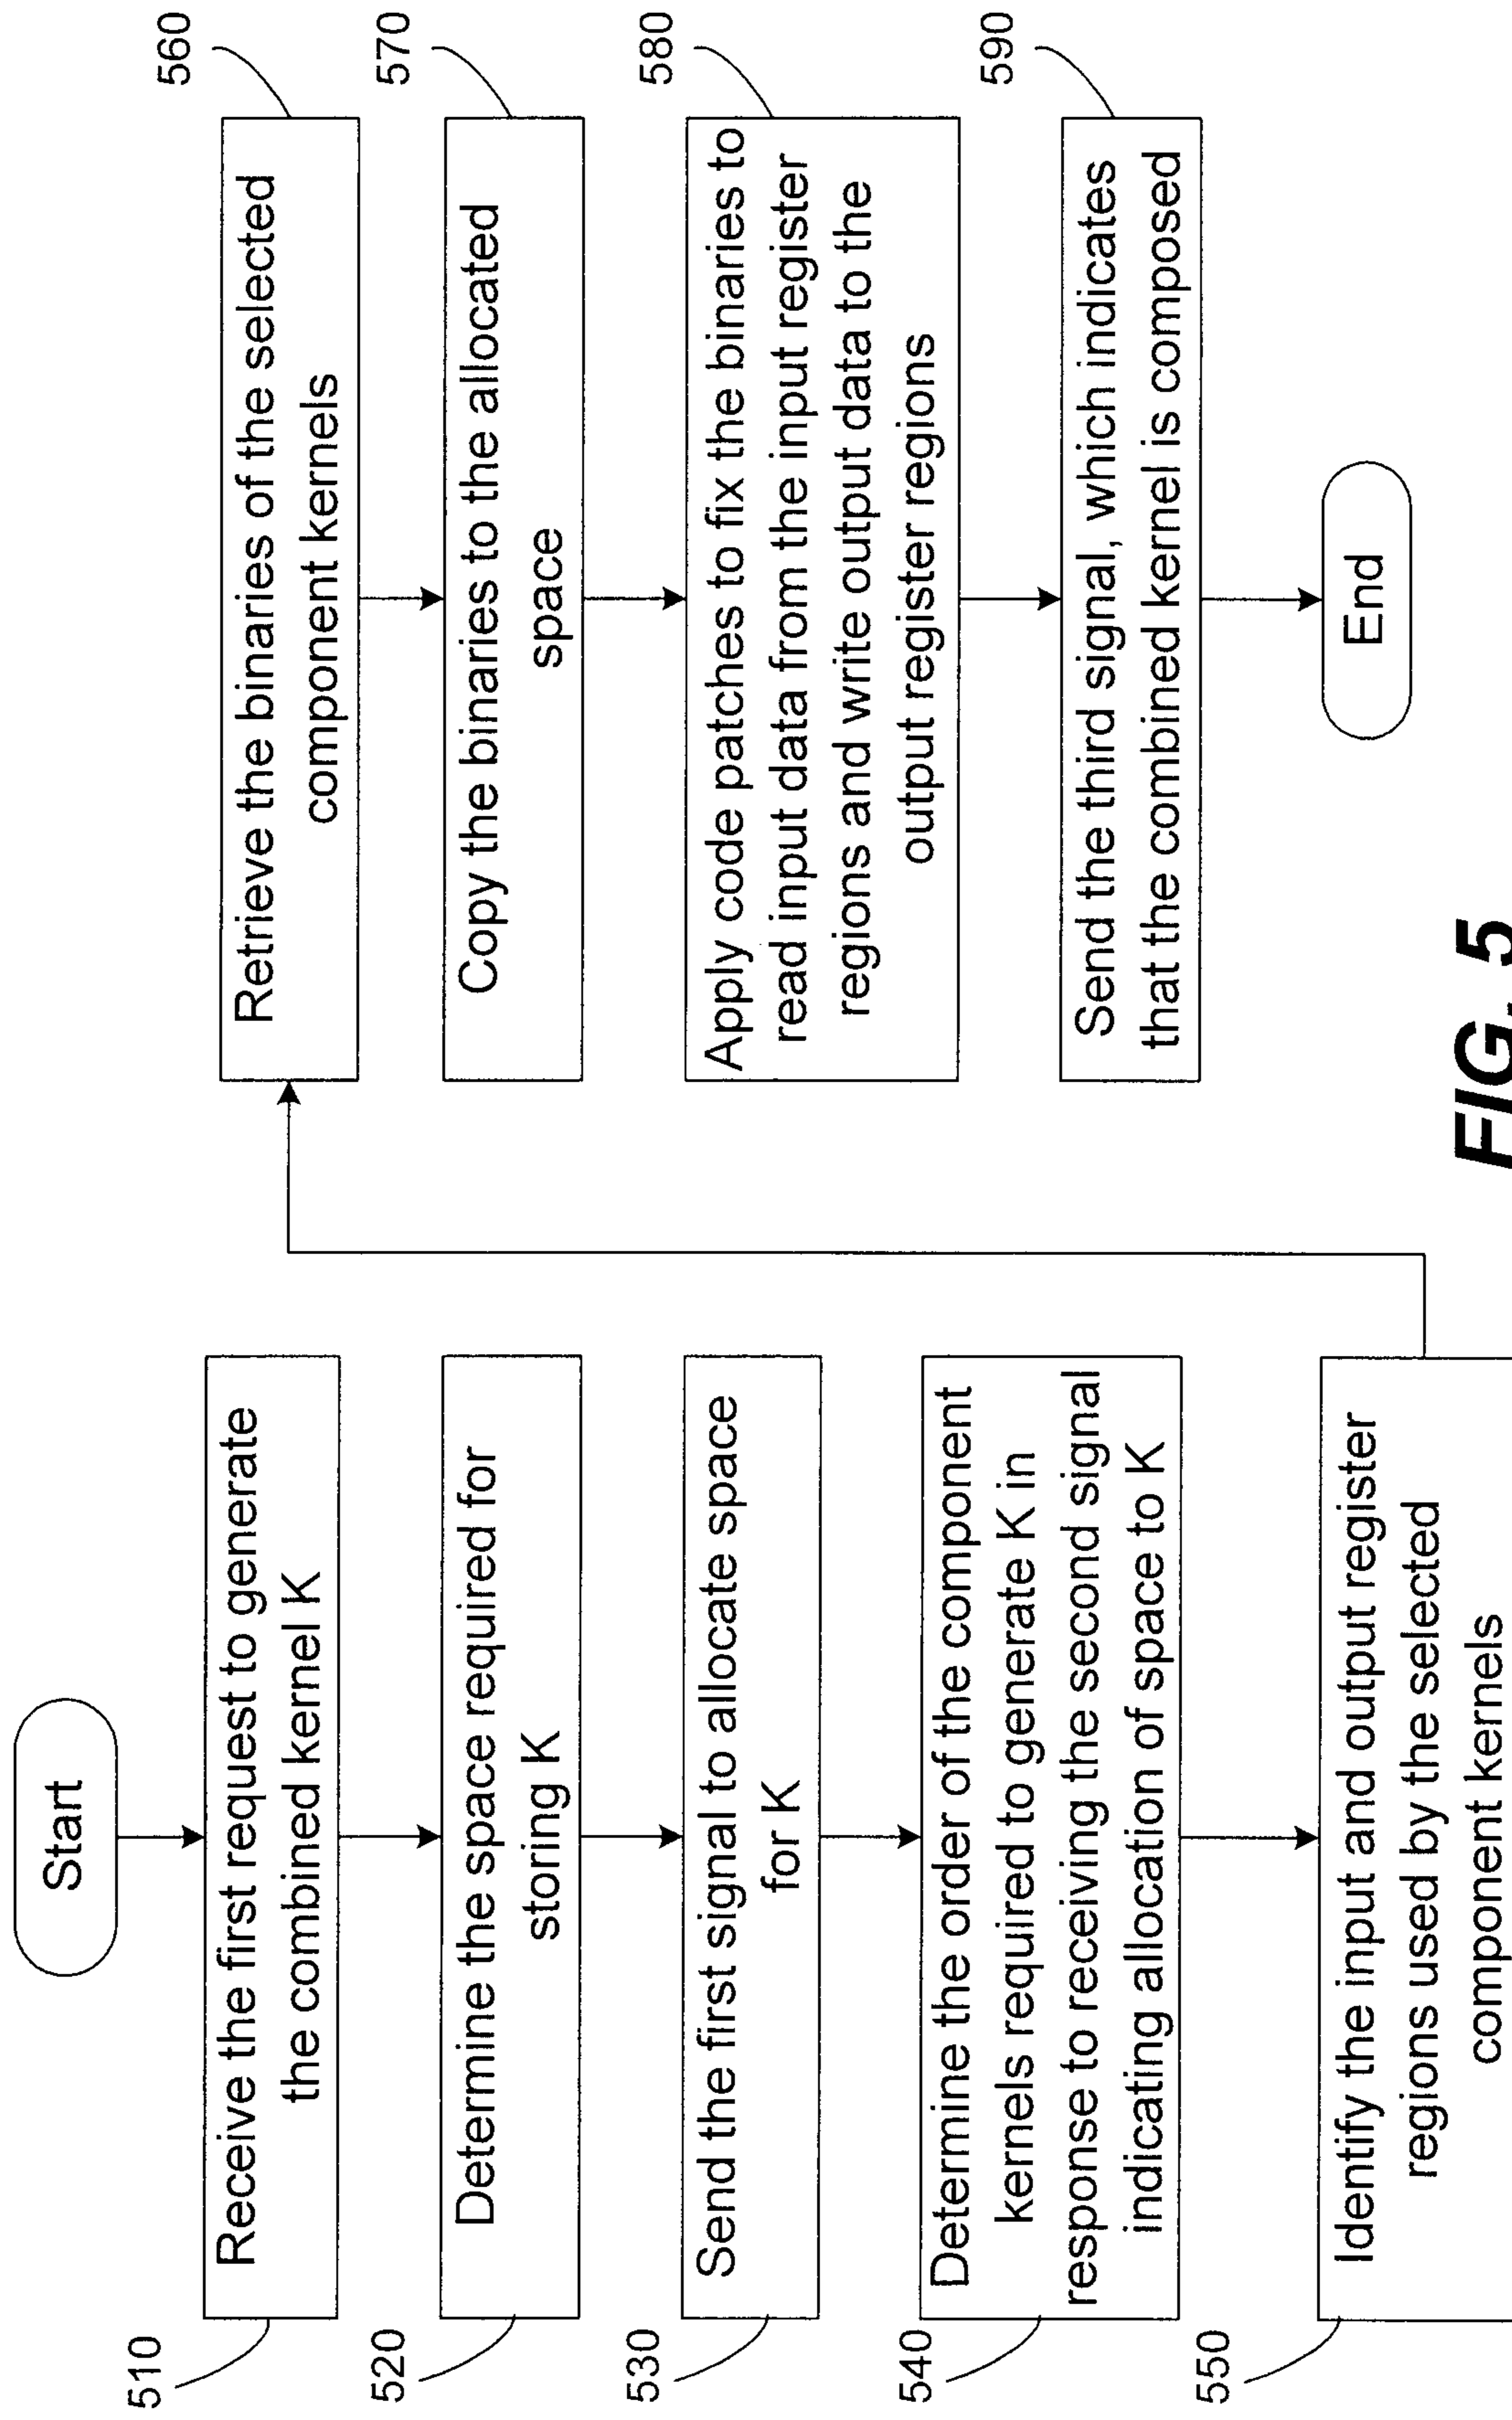 Start
510
Receive the first request to generate
the combined kernel K
520
Determine the space required for
storing K
530
Send the first signal to allocate space
for K
540
Determine the order of the component
kernels required to generate K in
response to receiving the second signal
indicating allocation of space to K
550
Identify the input and output register
regions used by the selected
component kernels
560
Retrieve the binaries of the selected
component kernels
570
Copy the binaries to the allocated
space
580
Apply code patches to fix the binaries to
read input data from the input register
regions and write output data to the
output register regions
590
Send the third signal, which indicates
that the combined kernel is composed
End
FIG. 5